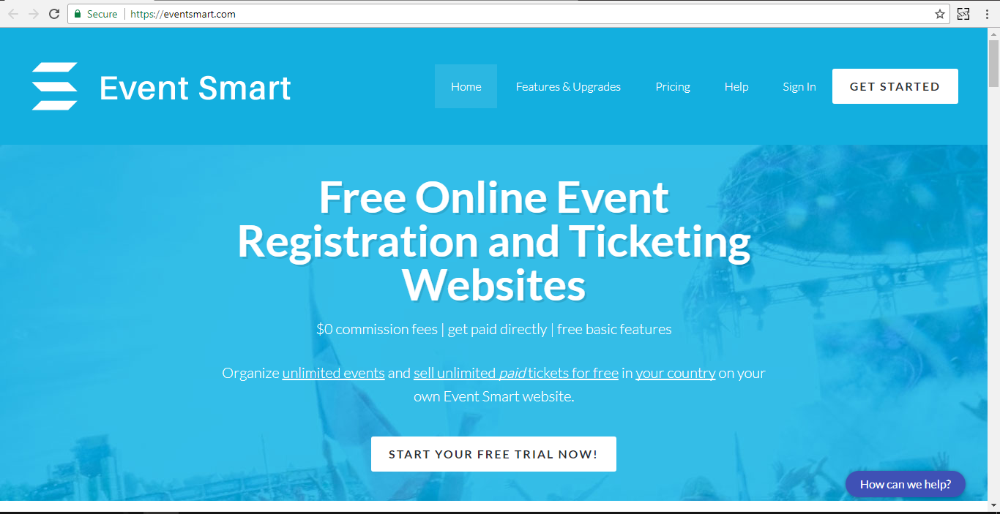 Secure | https://eventsmart.com
Event Smart
Home
Features & Upgrades
Pricing
Help
Sign In
GET STARTED
Free Online Event
Registration and Ticketing
Websites
$0 commission fees | get paid directly | free basic features
Organize unlimited events and sell unlimited paid tickets for free in your country on your
own Event Smart website.
START YOUR FREE TRIAL NOW!
How can we help?